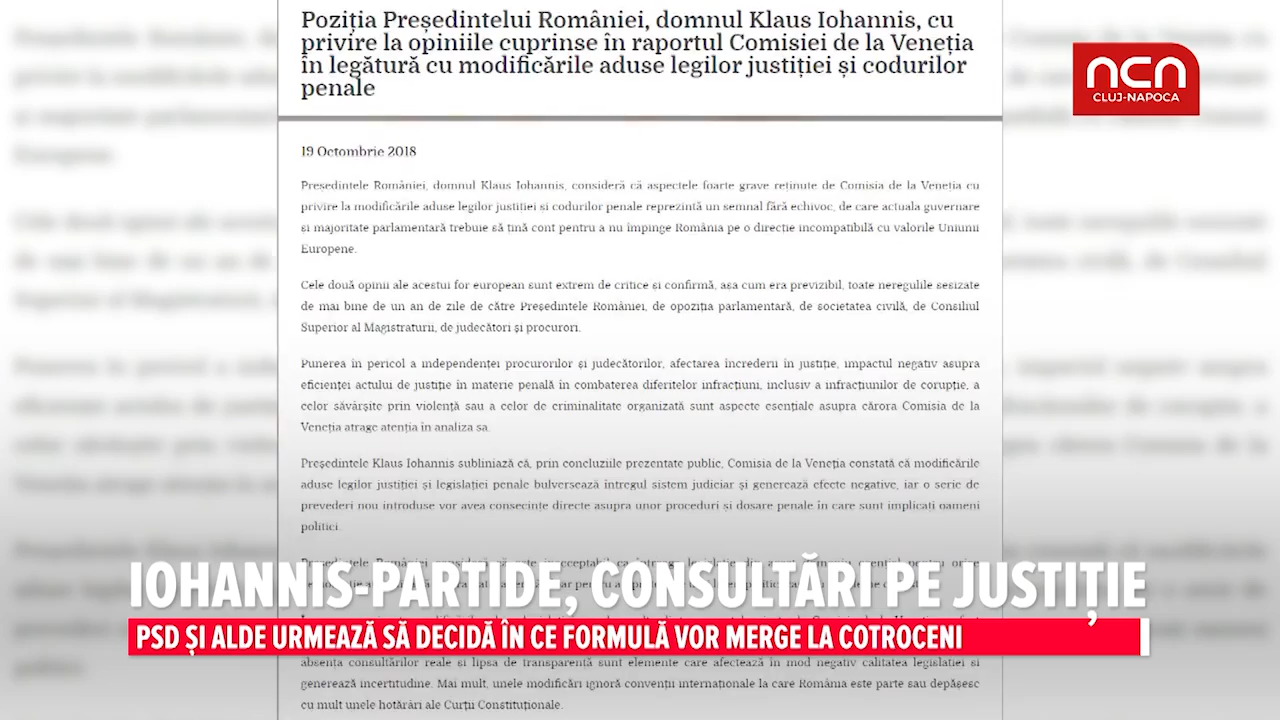 Poziția Președintelui României, domnul Klaus Iohannis, cu
privire la opiniile cuprinse în raportul Comisiei de la Veneția
în legătură cu modificările aduse legilor justiției și codurilor
penale
NCN
CLUJ-NAPOCA
19 Octombrie 2018
Președintele României, domnul Klaus Iohannis, consideră că aspectele foarte grave reținute de Comisia de la Veneția cu
privire la modificările aduse legilor justiției și codurilor penale reprezintă un semnal fără echivoc, de care actuala guvernare
și majoritate parlamentară trebuie să țină cont pentru a nu împinge România pe o direcție incompatibilă cu valorile Uniunii
Europene.
Cele două opinii ale acestui for european sunt extrem de critice și confirmă, așa cum era previzibil, toate neregulile sesizate
de mai bine de un an de zile de către Președintele României, de opoziția parlamentară, de societatea civilă, de Consiliul
Superior al Magistraturii, de judecători și procurori.
Punerea în pericol a independenței procurorilor și judecătorilor, afectarea încrederii în justiție, impactul negativ asupra
eficienței actului de justiție în materie penală în combaterea diferitelor infracțiuni, inclusiv a infracțiunilor de corupție, a
celor săvârșite prin violență sau a celor de criminalitate organizată sunt aspecte esențiale asupra cărora Comisia de la
Veneția atrage atenția în analiza sa.
Președintele Klaus Iohannis subliniază că, prin concluziile prezentate public, Comisia de la Veneția constată că modificările
aduse legilor justiției și legislației penale bulversează întregul sistem judiciar și generează efecte negative, iar o serie de
prevederi nou introduse vor avea consecințe directe asupra unor proceduri și dosare penale în care sunt implicați oameni
politici.
IOHANNIS-PARTIDE, CONSULTĂRI PE JUSTIȚIE
PSD ȘI ALDE URMEAZĂ SĂ DECIDĂ ÎN CE FORMULĂ VOR MERGE LA COTROCENI
absența consultărilor reale și lipsa de transparență sunt elemente care afectează în mod negativ calitatea legislației și
generează incertitudine. Mai mult, unele modificări ignoră convenții internaționale la care România este parte sau depășesc
cu mult unele hotărâri ale Curții Constituționale.